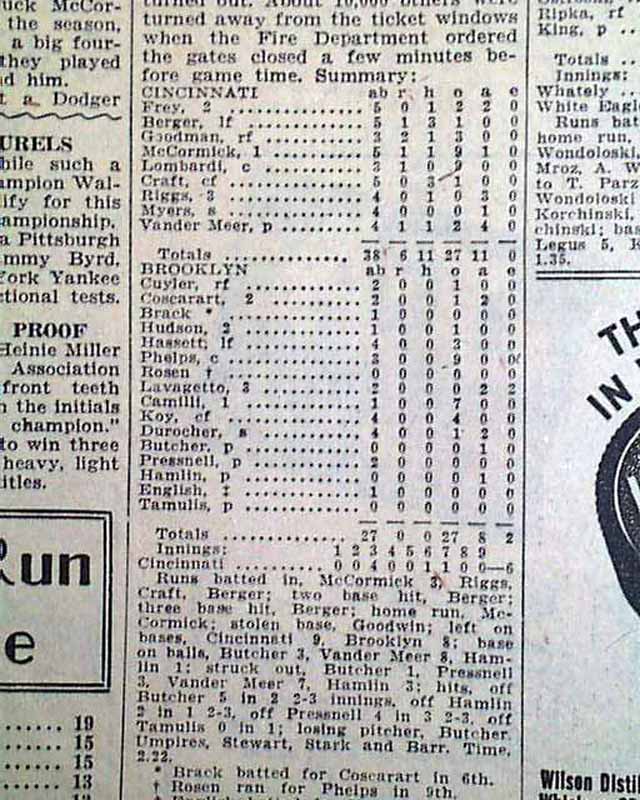 uck McCor-
the season,
a big four-
they played
d him.
t a Dodger
URELS
hile such a
ampion Wal-
ify for this
ampionship.
a Pittsburgh
mmy Byrd,
York Yankee
ctional tests.
PROOF
Heinie Miller
Association
front teeth
n the initials
champion."
to win three
heavy, light
itles.
Run
e
...... 19
...... 15
...... 15
...... 13
turned out. About 10,000 others were
turned away from the ticket windows
when the Fire Department ordered
the gates closed a few minutes be-
fore game time. Summary:
CINCINNATI ab r h o a e
Frey, 2 .......... 5 0 1 2 2 0
Berger, lf .......... 5 1 3 1 0 0
Goodman, rf .......... 3 2 1 3 0 0
McCormick, 1 .......... 5 1 1 9 1 0
Lombardi, c .......... 3 1 0 9 0 0
Craft, cf .......... 5 0 3 1 0 0
Riggs, 3 .......... 4 0 1 0 3 0
Myers, s .......... 4 0 0 0 1 0
Vander Meer, p .......... 4 1 1 2 4 0
Totals .......... 38 6 11 27 11 0
BROOKLYN ab r h o a e
Cuyler, rf .......... 2 0 0 1 0 0
Coscarart, 2 .......... 2 0 0 1 2 0
Brack * .......... 1 0 0 0 0 0
Hudson, 2 .......... 1 0 0 1 0 0
Hassett, lf .......... 4 0 0 3 0 0
Phelps, c .......... 3 0 0 9 0 0
Rosen † .......... 0 0 0 0 0 0
Lavagetto, 3 .......... 2 0 0 0 2 2
Camilli, 1 .......... 1 0 0 7 0 0
Koy, cf .......... 4 0 0 4 0 0
Durocher, s .......... 4 0 0 1 2 0
Butcher, p .......... 0 0 0 0 1 0
Pressnell, p .......... 2 0 0 0 0 0
Hamlin, p .......... 0 0 0 0 1 0
English, ‡ .......... 1 0 0 0 0 0
Tamulis, p .......... 0 0 0 0 0 0
Totals .......... 27 0 0 27 8 2
Innings: 1 2 3 4 5 6 7 8 9
Cincinnati .......... 0 0 4 0 0 1 1 0 0—6
Runs batted in, McCormick 3, Riggs,
Craft, Berger; two base hit, Berger;
three base hit, Berger; home run, Mc-
Cormick; stolen base, Goodwin; left on
bases, Cincinnati 9, Brooklyn 8; base
on balls, Butcher 3, Vander Meer 8, Ham-
lin 1; struck out, Butcher 1, Pressnell
3, Vander Meer 7, Hamlin 3; hits, off
Butcher 5 in 2 2-3 innings, off Hamlin
2 in 1 2-3, off Pressnell 4 in 3 2-3, off
Tamulis 0 in 1; losing pitcher, Butcher.
Umpires, Stewart, Stark and Barr. Time,
2.22.
* Brack batted for Coscarart in 6th.
† Rosen ran for Phelps in 9th.
Ripka, rf
King, p ..
Totals ..
Innings:
Whately ..
White Eagl
Runs bat
home run,
Wondoloski,
Mroz, A. W
to T. Parz
Wondoloski
Korchinski,
chinski; bas
Legus 5, K
1.35.
TH
IN
Wilson Disti